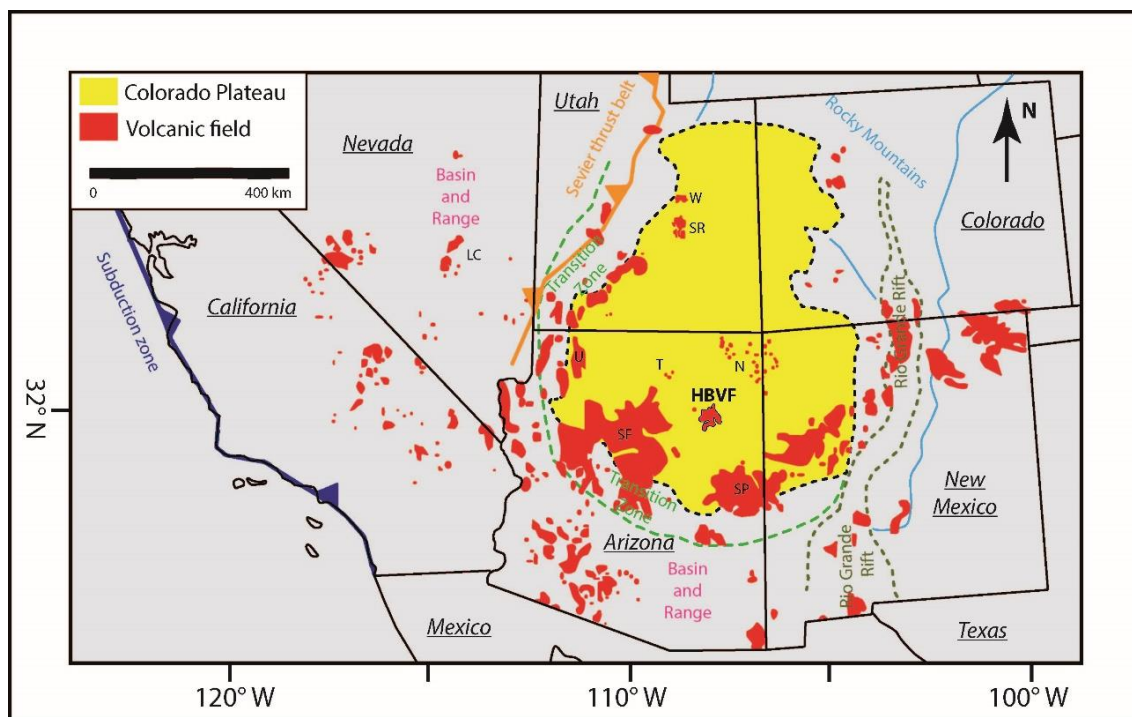 Colorado Plateau
Volcanic field
0
400 km
Utah
Sevier thrust belt
Rocky Mountains
N
Nevada
Basin
and
Range
LC
W
SR
Colorado
Transition
Zone
Subduction zone
California
Rio Grande Rift
U
T
N
HBVF
32° N
SF
SP
Transition
Zone
New
Mexico
Arizona
Basin
and
Range
Rio Grande
Rift
Mexico
Texas
120° W
110° W
100° W